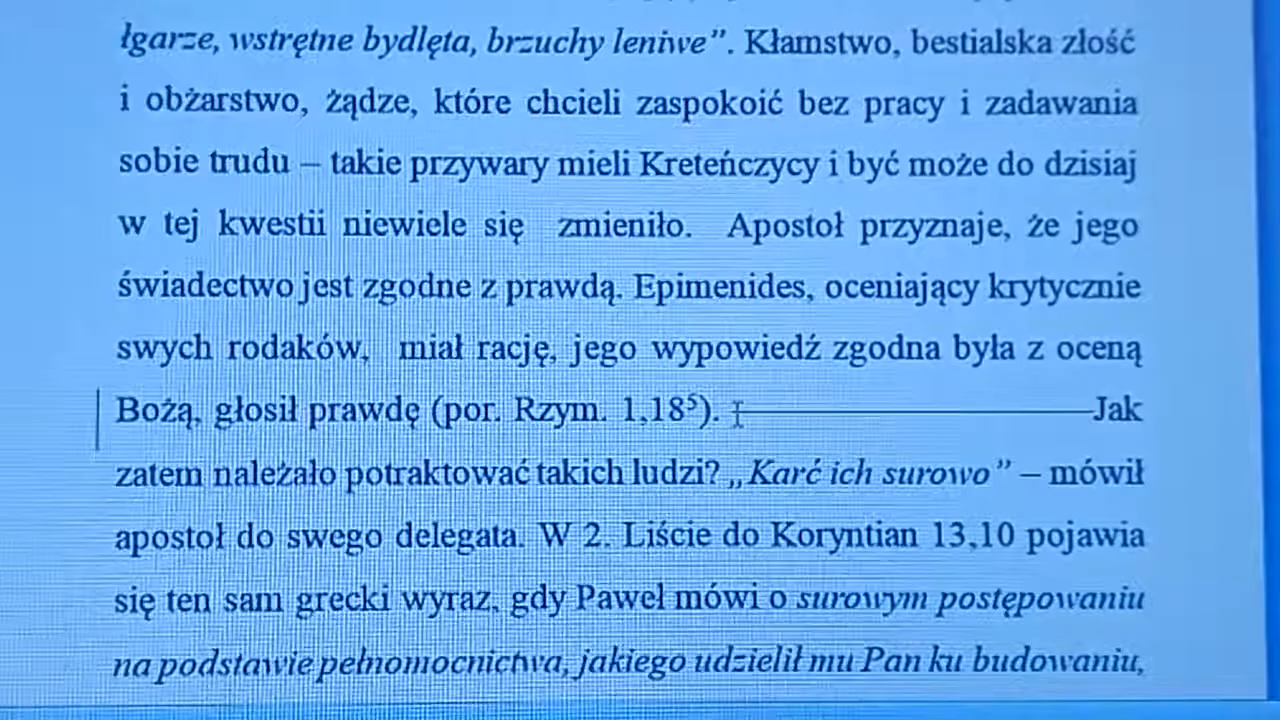 łgarze, wstrętne bydlęta, brzuchy leniwe”. Kłamstwo, bestialska złość
i obżarstwo, żądze, które chcieli zaspokoić bez pracy i zadawania
sobie trudu – takie przywary mieli Kreteńczycy i być może do dzisiaj
w tej kwestii niewiele się zmieniło. Apostoł przyznaje, że jego
świadectwo jest zgodne z prawdą. Epimenides, oceniający krytycznie
swych rodaków, miał rację, jego wypowiedź zgodna była z oceną
Bożą, głosił prawdę (por. Rzym. 1,18⁵). Jak
zatem należało potraktować takich ludzi? „Karć ich surowo” – mówił
apostoł do swego delegata. W 2. Liście do Koryntian 13,10 pojawia
się ten sam grecki wyraz, gdy Paweł mówi o surowym postępowaniu
na podstawie pełnomocnictwa, jakiego udzielił mu Pan ku budowaniu,